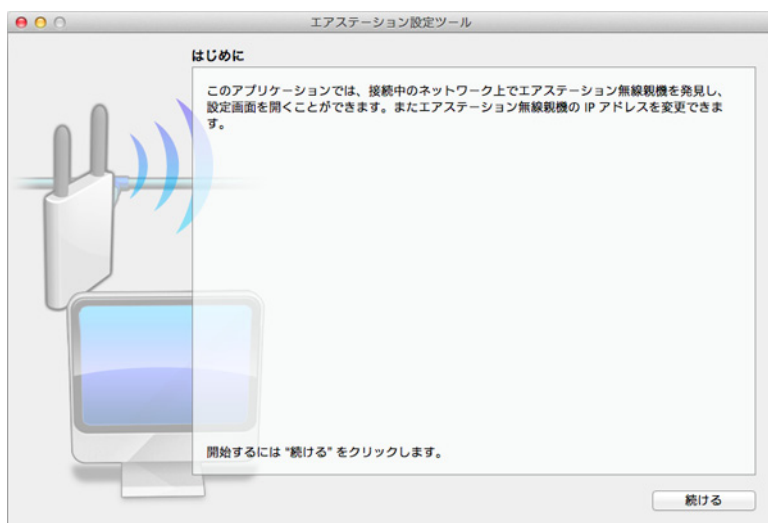 エアステーション設定ツール
はじめに
このアプリケーションでは、接続中のネットワーク上でエアステーション無線親機を発見し、
設定画面を開くことができます。またエアステーション無線親機の IP アドレスを変更できま
す。
開始するには "続ける" をクリックします。
続ける